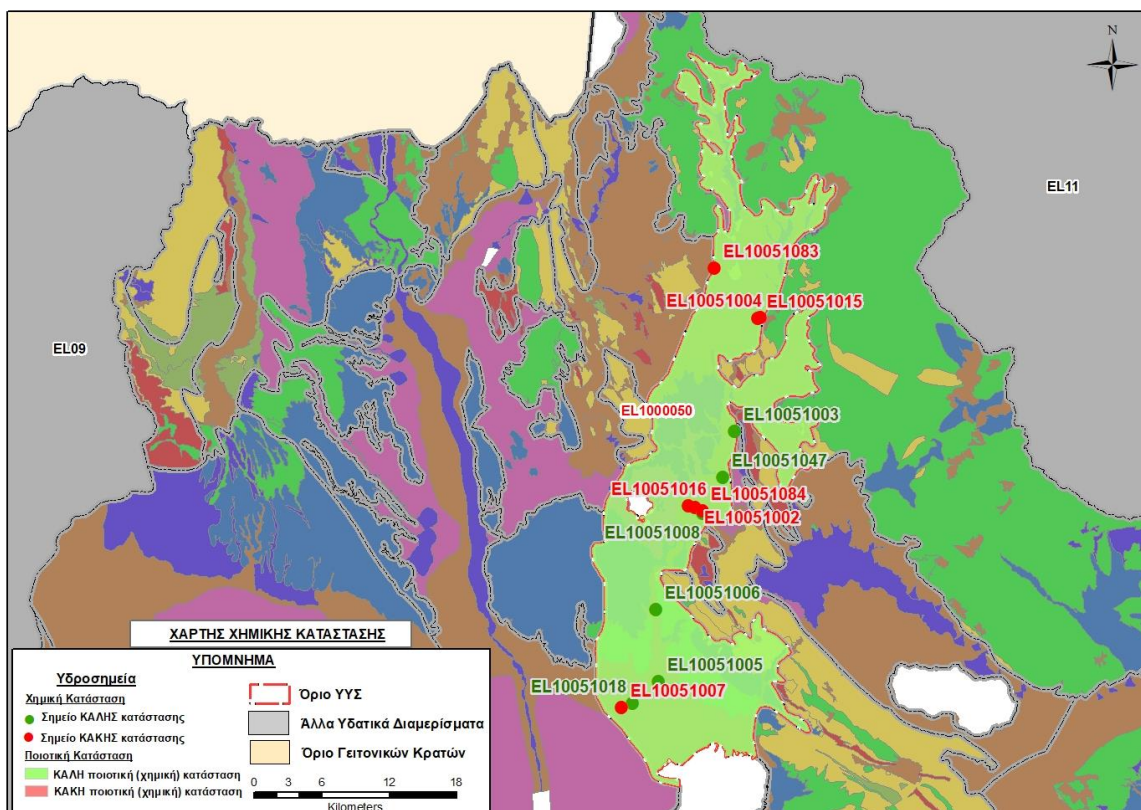 N
EL11
EL10051083
EL10051004
EL10051015
EL09
EL1000050
EL10051003
EL10051047
EL10051016
EL10051084
EL10051002
EL10051008
EL10051006
EL10051005
EL10051018
EL10051007
ΧΑΡΤΗΣ ΧΗΜΙΚΗΣ ΚΑΤΑΣΤΑΣΗΣ
ΥΠΟΜΝΗΜΑ
Υδροσημεία
Χημική Κατάσταση
Σημείο ΚΑΛΗΣ κατάστασης
Σημείο ΚΑΚΗΣ κατάστασης
Ποιοτική Κατάσταση
ΚΑΛΗ ποιοτική (χημική) κατάσταση
ΚΑΚΗ ποιοτική (χημική) κατάσταση
Όριο ΥΥΣ
Άλλα Υδατικά Διαμερίσματα
Όριο Γειτονικών Κρατών
0 3 6 12 18
Kilometers